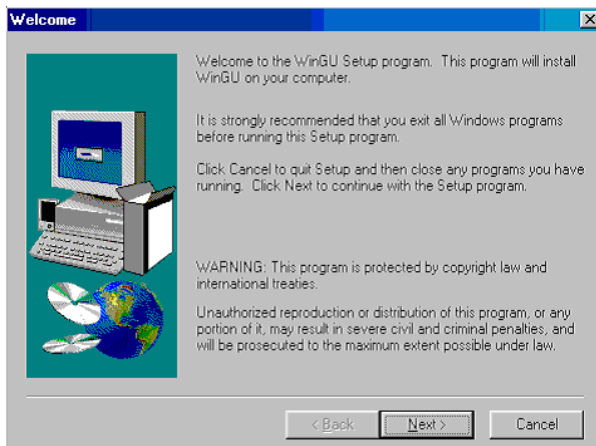 Welcome
Welcome to the WinGU Setup program. This program will install
WinGU on your computer.
It is strongly recommended that you exit all Windows programs
before running this Setup program.
Click Cancel to quit Setup and then close any programs you have
running. Click Next to continue with the Setup program.
WARNING: This program is protected by copyright law and
international treaties.
Unauthorized reproduction or distribution of this program, or any
portion of it, may result in severe civil and criminal penalties, and
will be prosecuted to the maximum extent possible under law.
< Back Next > Cancel